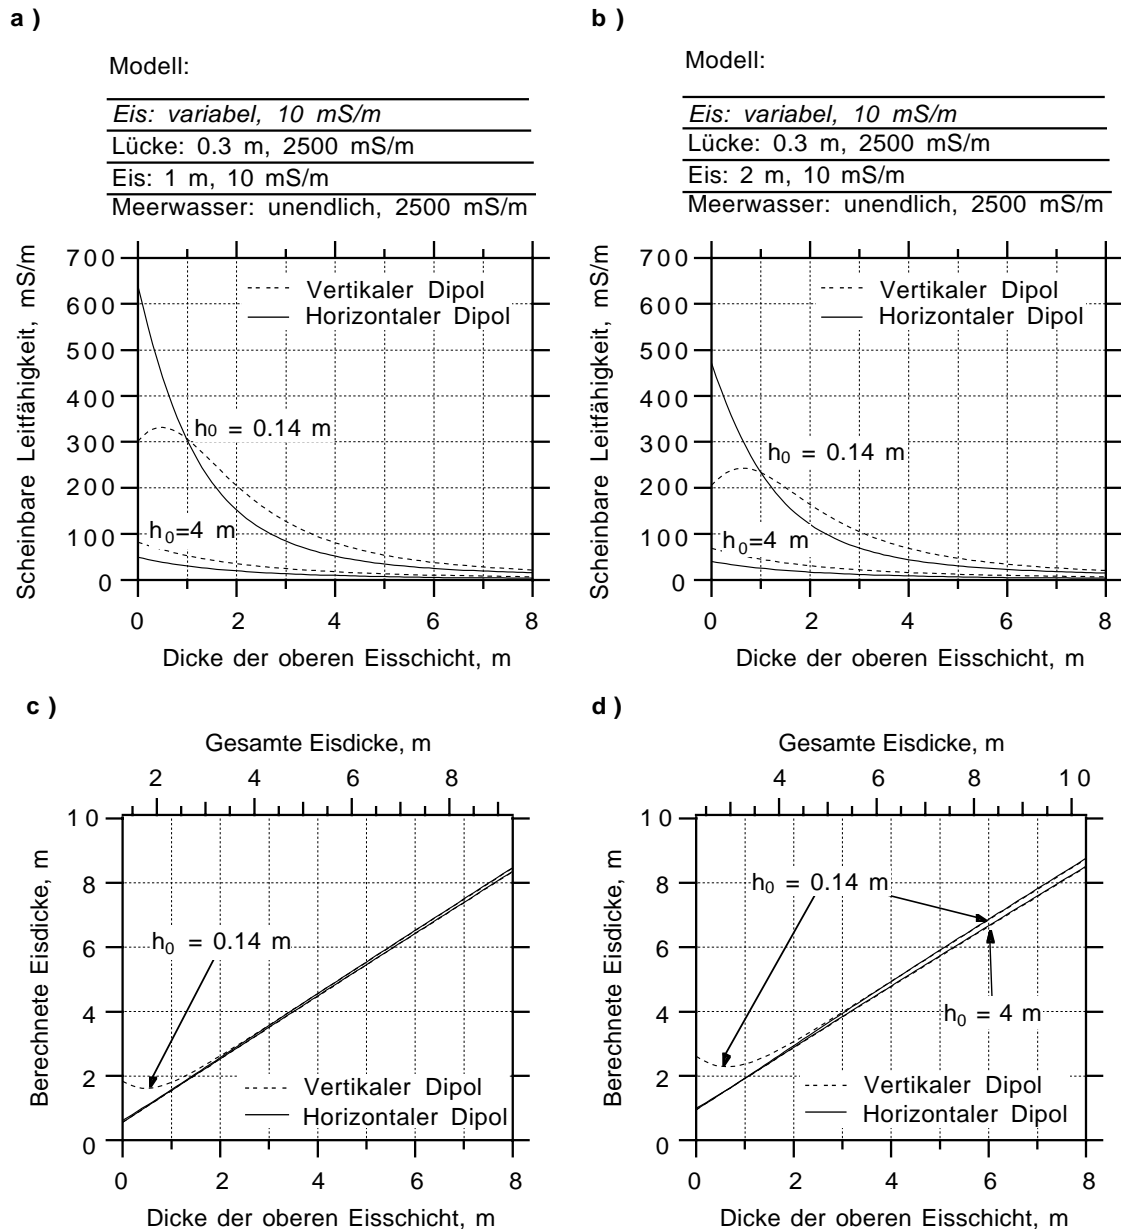 a )
Modell:
Eis: variabel, 10 mS/m
Lücke: 0.3 m, 2500 mS/m
Eis: 1 m, 10 mS/m
Meerwasser: unendlich, 2500 mS/m
700
600
500
400
300
200
100
0
Scheinbare Leitfähigkeit, mS/m
Vertikaler Dipol
Horizontaler Dipol
h0 = 0.14 m
h0=4 m
0 2 4 6 8
Dicke der oberen Eisschicht, m
b )
Modell:
Eis: variabel, 10 mS/m
Lücke: 0.3 m, 2500 mS/m
Eis: 2 m, 10 mS/m
Meerwasser: unendlich, 2500 mS/m
700
600
500
400
300
200
100
0
Scheinbare Leitfähigkeit, mS/m
Vertikaler Dipol
Horizontaler Dipol
h0 = 0.14 m
h0=4 m
0 2 4 6 8
Dicke der oberen Eisschicht, m
c )
Gesamte Eisdicke, m
2 4 6 8
10
8
6
4
2
0
Berechnete Eisdicke, m
h0 = 0.14 m
Vertikaler Dipol
Horizontaler Dipol
0 2 4 6 8
Dicke der oberen Eisschicht, m
d )
Gesamte Eisdicke, m
4 6 8 10
10
8
6
4
2
0
Berechnete Eisdicke, m
h0 = 0.14 m
h0 = 4 m
Vertikaler Dipol
Horizontaler Dipol
0 2 4 6 8
Dicke der oberen Eisschicht, m